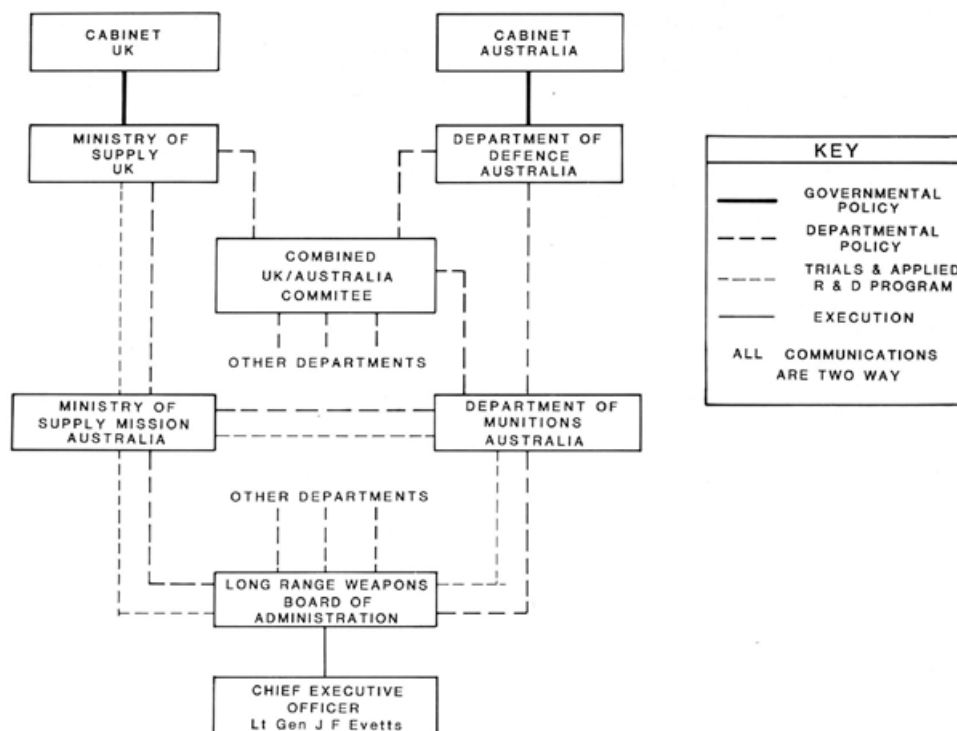 CABINET
UK
CABINET
AUSTRALIA
MINISTRY OF
SUPPLY
UK
DEPARTMENT OF
DEFENCE
AUSTRALIA
COMBINED
UK/AUSTRALIA
COMMITEE
OTHER DEPARTMENTS
MINISTRY OF
SUPPLY MISSION
AUSTRALIA
DEPARTMENT OF
MUNITIONS
AUSTRALIA
OTHER DEPARTMENTS
LONG RANGE WEAPONS
BOARD OF
ADMINISTRATION
CHIEF EXECUTIVE
OFFICER
Lt Gen J F Evetts
KEY
GOVERNMENTAL
POLICY
DEPARTMENTAL
POLICY
TRIALS & APPLIED
R & D PROGRAM
EXECUTION
ALL COMMUNICATIONS
ARE TWO WAY